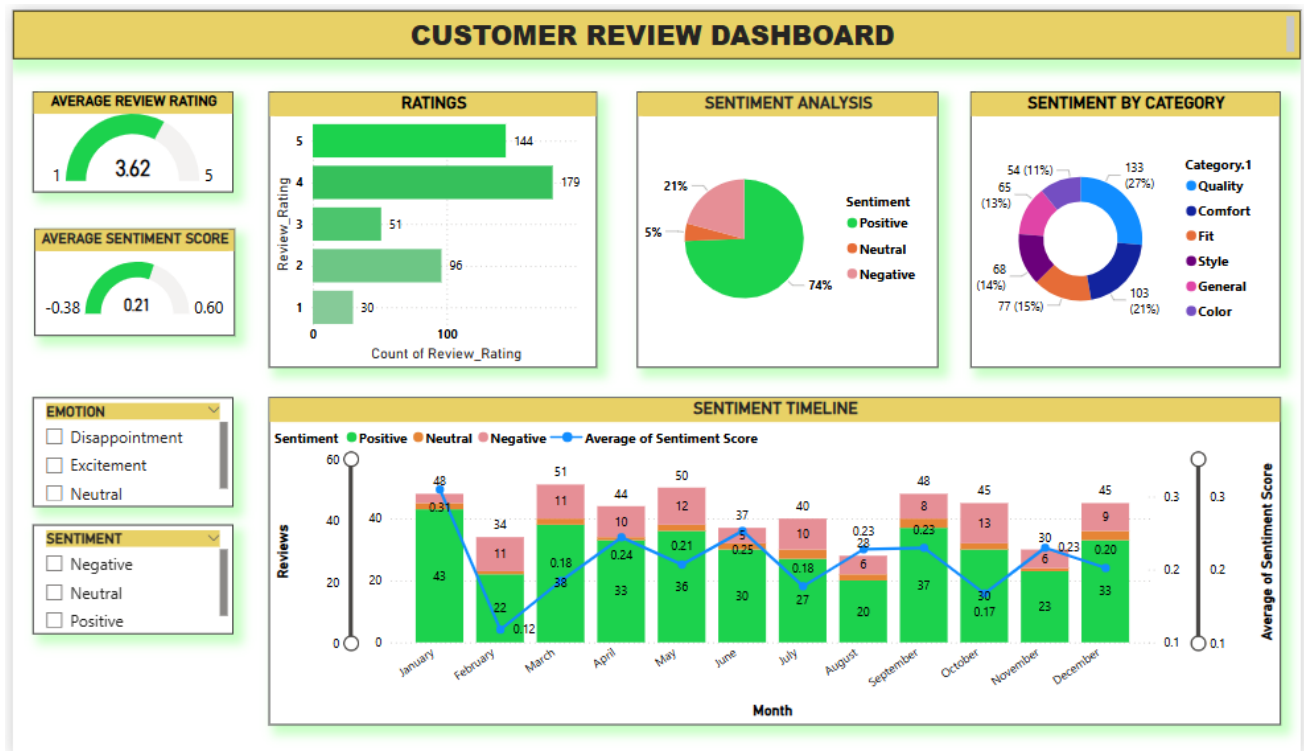 CUSTOMER REVIEW DASHBOARD
AVERAGE REVIEW RATING
1
3.62
5
AVERAGE SENTIMENT SCORE
-0.38
0.21
0.60
RATINGS
Review_Rating
5
144
4
179
3
51
2
96
1
30
0
100
Count of Review_Rating
SENTIMENT ANALYSIS
21%
5%
74%
Sentiment
Positive
Neutral
Negative
SENTIMENT BY CATEGORY
54 (11%)
65
(13%)
68
(14%)
77 (15%)
133
(27%)
103
(21%)
Category.1
Quality
Comfort
Fit
Style
General
Color
EMOTION
Disappointment
Excitement
Neutral
SENTIMENT
Negative
Neutral
Positive
SENTIMENT TIMELINE
Sentiment Positive Neutral Negative Average of Sentiment Score
Reviews
60
40
20
0
40
20
0
48
0.31
43
34
11
22
0.12
51
11
0.18
38
44
10
0.24
33
50
12
0.21
36
37
5
0.25
30
40
10
0.18
27
0.23
28
6
20
48
8
0.23
37
45
13
30
0.17
30
0.23
6
23
45
9
0.20
33
0.3
0.2
0.1
0.3
0.2
0.1
Average of Sentiment Score
January
February
March
April
May
June
July
August
September
October
November
December
Month